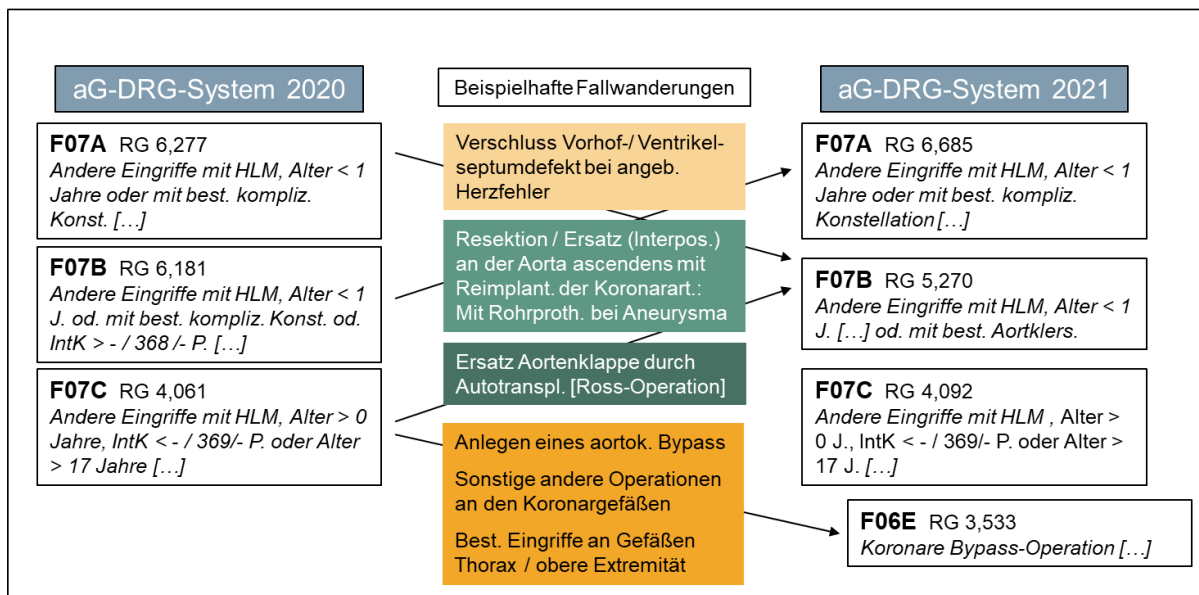 aG-DRG-System 2020
Beispielhafte Fallwanderungen
aG-DRG-System 2021
F07A RG 6,277
Andere Eingriffe mit HLM, Alter < 1
Jahre oder mit best. kompliz.
Konst. […]
F07B RG 6,181
Andere Eingriffe mit HLM, Alter < 1
J. od. mit best. kompliz. Konst. od.
IntK > - / 368 /- P. […]
F07C RG 4,061
Andere Eingriffe mit HLM, Alter > 0
Jahre, IntK < - / 369/- P. oder Alter
> 17 Jahre […]
Verschluss Vorhof-/ Ventrikel-
septumdefekt bei angeb.
Herzfehler
Resektion / Ersatz (Interpos.)
an der Aorta ascendens mit
Reimplant. der Koronarart.:
Mit Rohrproth. bei Aneurysma
Ersatz Aortenklappe durch
Autotranspl. [Ross-Operation]
Anlegen eines aortok. Bypass
Sonstige andere Operationen
an den Koronargefäßen
Best. Eingriffe an Gefäßen
Thorax / obere Extremität
F07A RG 6,685
Andere Eingriffe mit HLM, Alter < 1
Jahre oder mit best. kompliz.
Konstellation […]
F07B RG 5,270
Andere Eingriffe mit HLM, Alter < 1
J. […] od. mit best. Aortklers.
F07C RG 4,092
Andere Eingriffe mit HLM , Alter >
0 J., IntK < - / 369/- P. oder Alter >
17 J. […]
F06E RG 3,533
Koronare Bypass-Operation […]